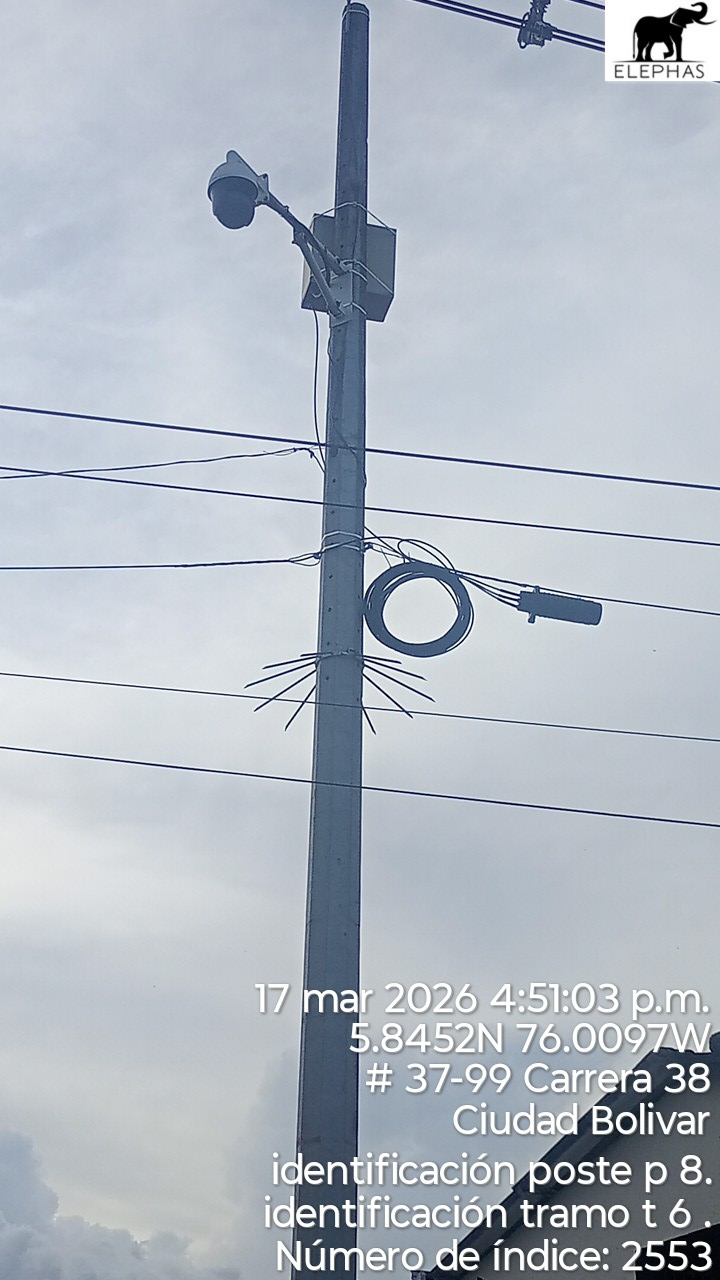 ELEPHAS
17 mar 2026 4:51:03 p.m.
5.8452N 76.0097W
# 37-99 Carrera 38
Ciudad Bolivar
identificación poste p 8.
identificación tramo t 6 .
Número de índice: 2553